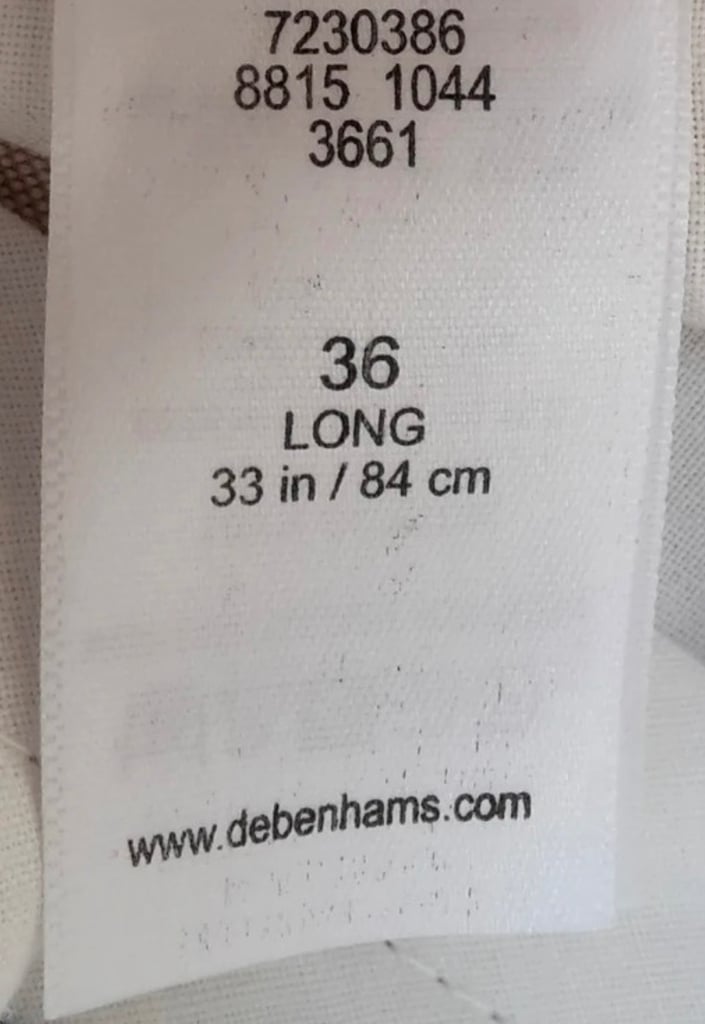 7230386
8815 1044
3661
36
LONG
33 in / 84 cm
www.debenhams.com